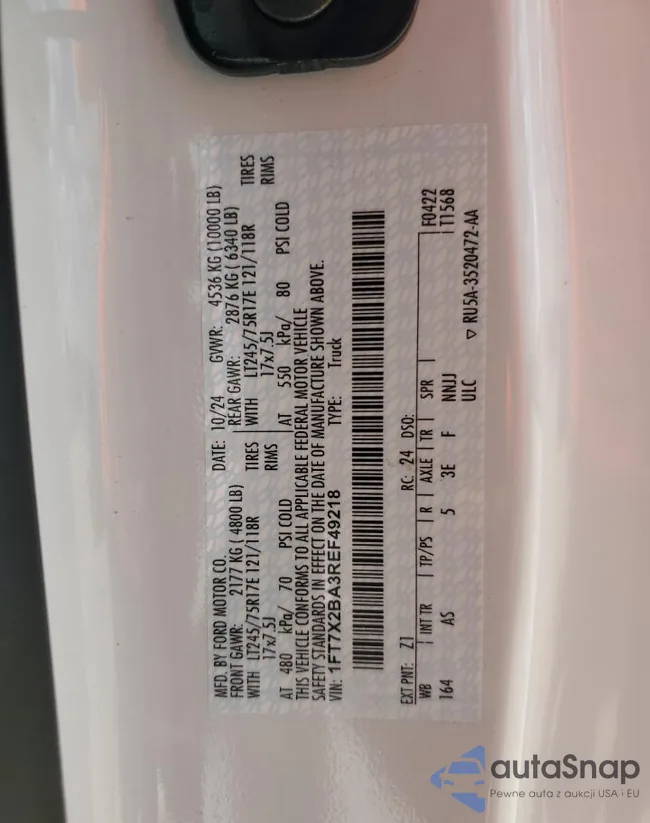 MFD. BY FORD MOTOR CO. DATE: 10/24 GVWR: 4536 KG (10000 LB)
FRONT GAWR: 2177 KG ( 4800 LB) REAR GAWR: 2876 KG ( 6340 LB)
WITH LT245/75R17E 121/118R TIRES WITH LT245/75R17E 121/118R TIRES
17x7.5J RIMS 17x7.5J RIMS
AT 480 kPa/ 70 PSI COLD AT 550 kPa/ 80 PSI COLD
THIS VEHICLE CONFORMS TO ALL APPLICABLE FEDERAL MOTOR VEHICLE
SAFETY STANDARDS IN EFFECT ON THE DATE OF MANUFACTURE SHOWN ABOVE.
VIN: 1FT7X2BA3REF49218 TYPE: Truck
EXT PNT: Z1 RC: 24 DSO: F0422
WB INT TR TP/PS R AXLE TR SPR T1568
164 AS 5 3E F NNJJ
ULC ▽ RU5A-3520472-AA
autaSnap
Pewne auta z aukcji USA i EU